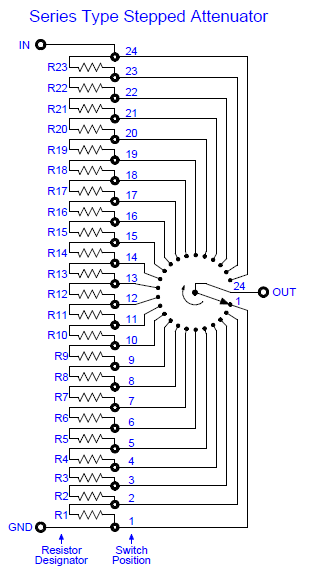 Series Type Stepped Attenuator
IN
24
R23
23
R22
22
R21
21
R20
20
R19
19
R18
18
R17
17
R16
16
R15
15
R14
14
R13
13
R12
12
R11
11
R10
10
R9
9
R8
8
R7
7
R6
6
R5
5
R4
4
R3
3
R2
2
R1
1
GND
24
1
OUT
Resistor
Designator
Switch
Position